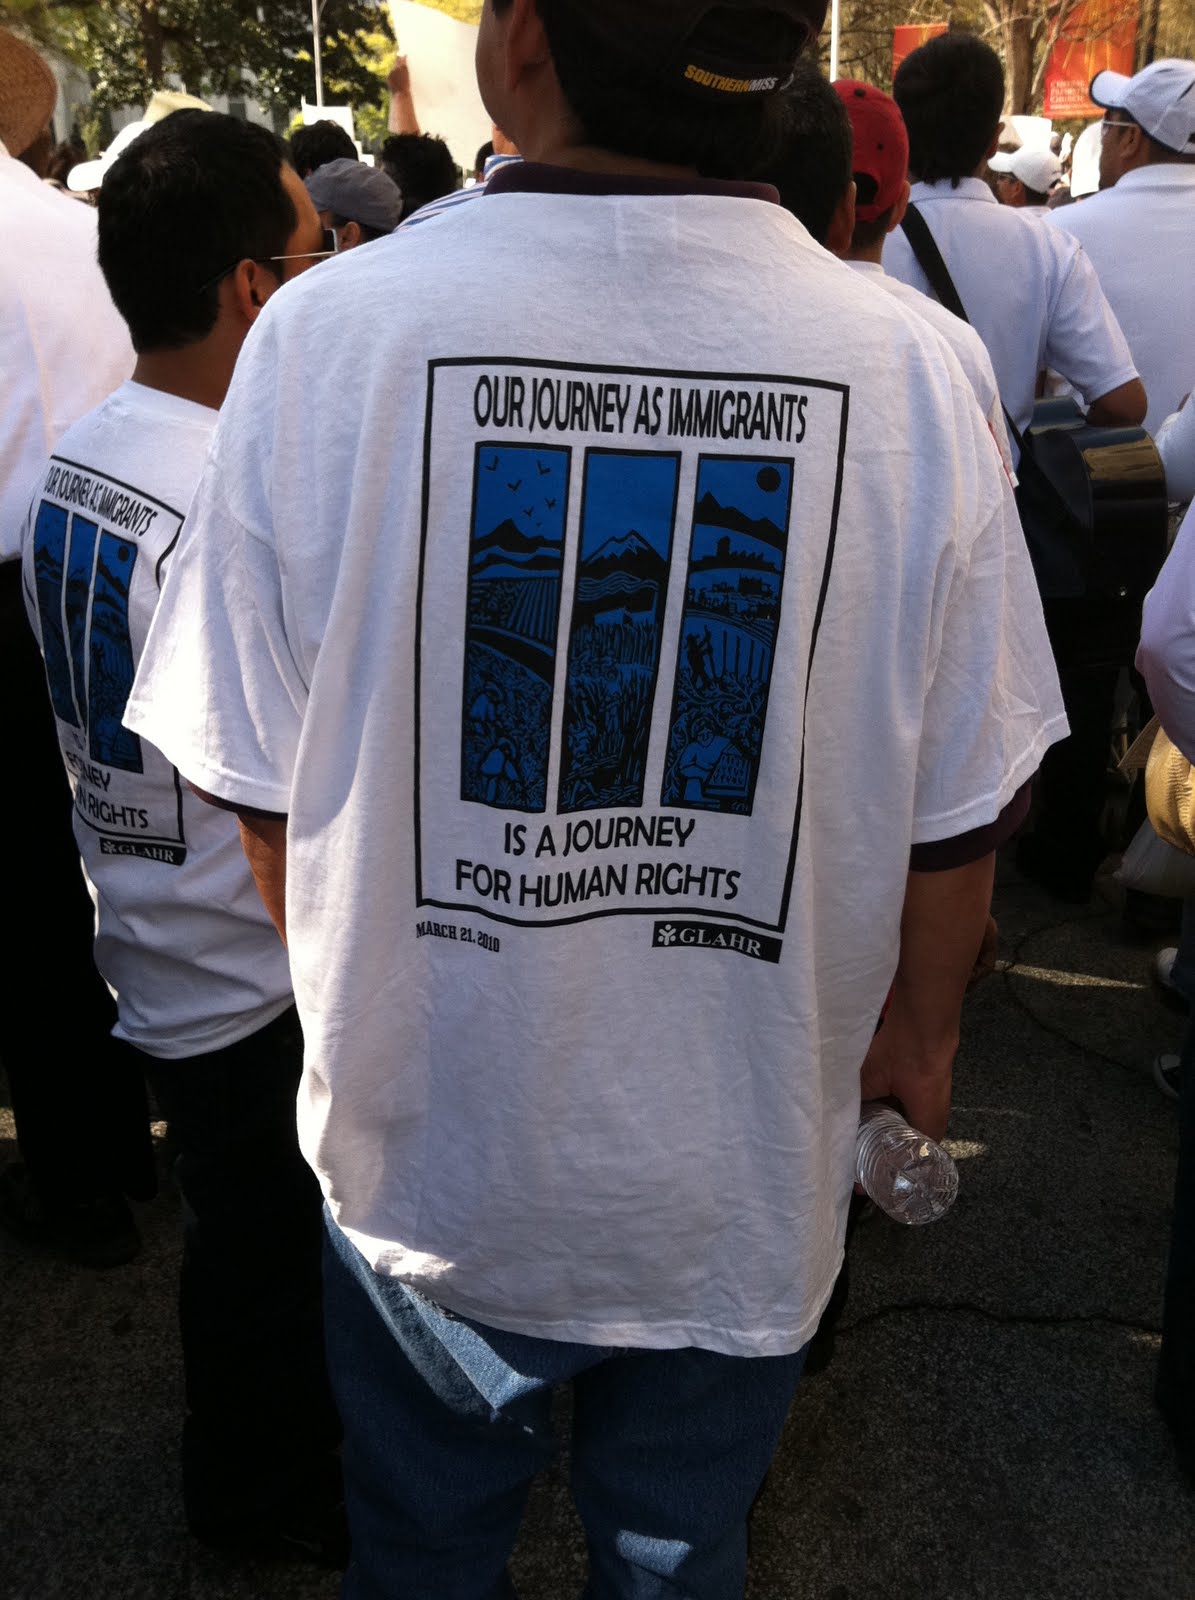 SOUTHERN MISS
OUR JOURNEY AS IMMIGRANTS
IS A JOURNEY
FOR HUMAN RIGHTS
MARCH 21, 2010
GLAHR
OUR JOURNEY AS IMMIGRANTS
RIGHTS
GLAHR